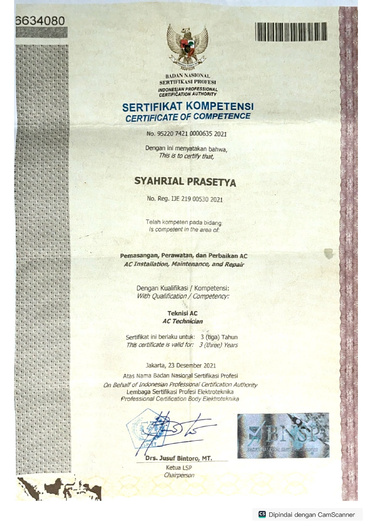 6634080
BADAN NASIONAL
SERTIFIKASI PROFESI
INDONESIAN PROFESSIONAL
CERTIFICATION AUTHORITY
SERTIFIKAT KOMPETENSI
CERTIFICATE OF COMPETENCE
No. 95220 7421 0000635 2021
Dengan ini menyatakan bahwa,
This is to certify that,
SYAHRIAL PRASETYA
No. Reg. IJE 219 00530 2021
Telah kompeten pada bidang
Is competent in the area of:
Pemasangan, Perawatan, dan Perbaikan AC
AC Installation, Maintenance, and Repair
Dengan Kualifikasi / Kompetensi:
With Qualification / Competency:
Teknisi AC
AC Technician
Sertifikat ini berlaku untuk: 3 (tiga) Tahun
This certificate is valid for: 3 (three) Years
Jakarta, 23 Desember 2021
Atas Nama Badan Nasional Sertifikasi Profesi
On Behalf of Indonesian Professional Certification Authority
Lembaga Sertifikasi Profesi Elektroteknika
Professional Certification Body Elektroteknika
BNSP
Drs. Jusuf Bintoro, MT.
Ketua LSP
Chairperson
Dipindai dengan CamScanner